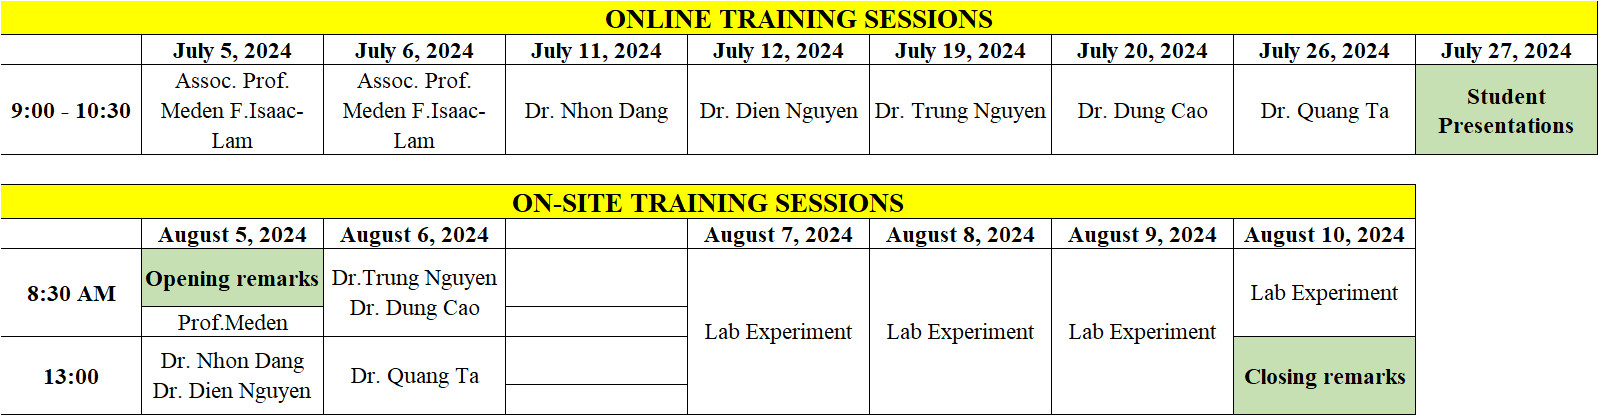 ONLINE TRAINING SESSIONS
July 5, 2024 July 6, 2024 July 11, 2024 July 12, 2024 July 19, 2024 July 20, 2024 July 26, 2024 July 27, 2024
9:00 - 10:30
Assoc. Prof.
Meden F.Isaac-
Lam
Assoc. Prof.
Meden F.Isaac-
Lam
Dr. Nhon Dang
Dr. Dien Nguyen
Dr. Trung Nguyen
Dr. Dung Cao
Dr. Quang Ta
Student
Presentations
ON-SITE TRAINING SESSIONS
August 5, 2024 August 6, 2024 August 7, 2024 August 8, 2024 August 9, 2024 August 10, 2024
8:30 AM
Opening remarks
Prof.Meden
Dr.Trung Nguyen
Dr. Dung Cao
Lab Experiment
Lab Experiment
Lab Experiment
Lab Experiment
13:00
Dr. Nhon Dang
Dr. Dien Nguyen
Dr. Quang Ta
Closing remarks